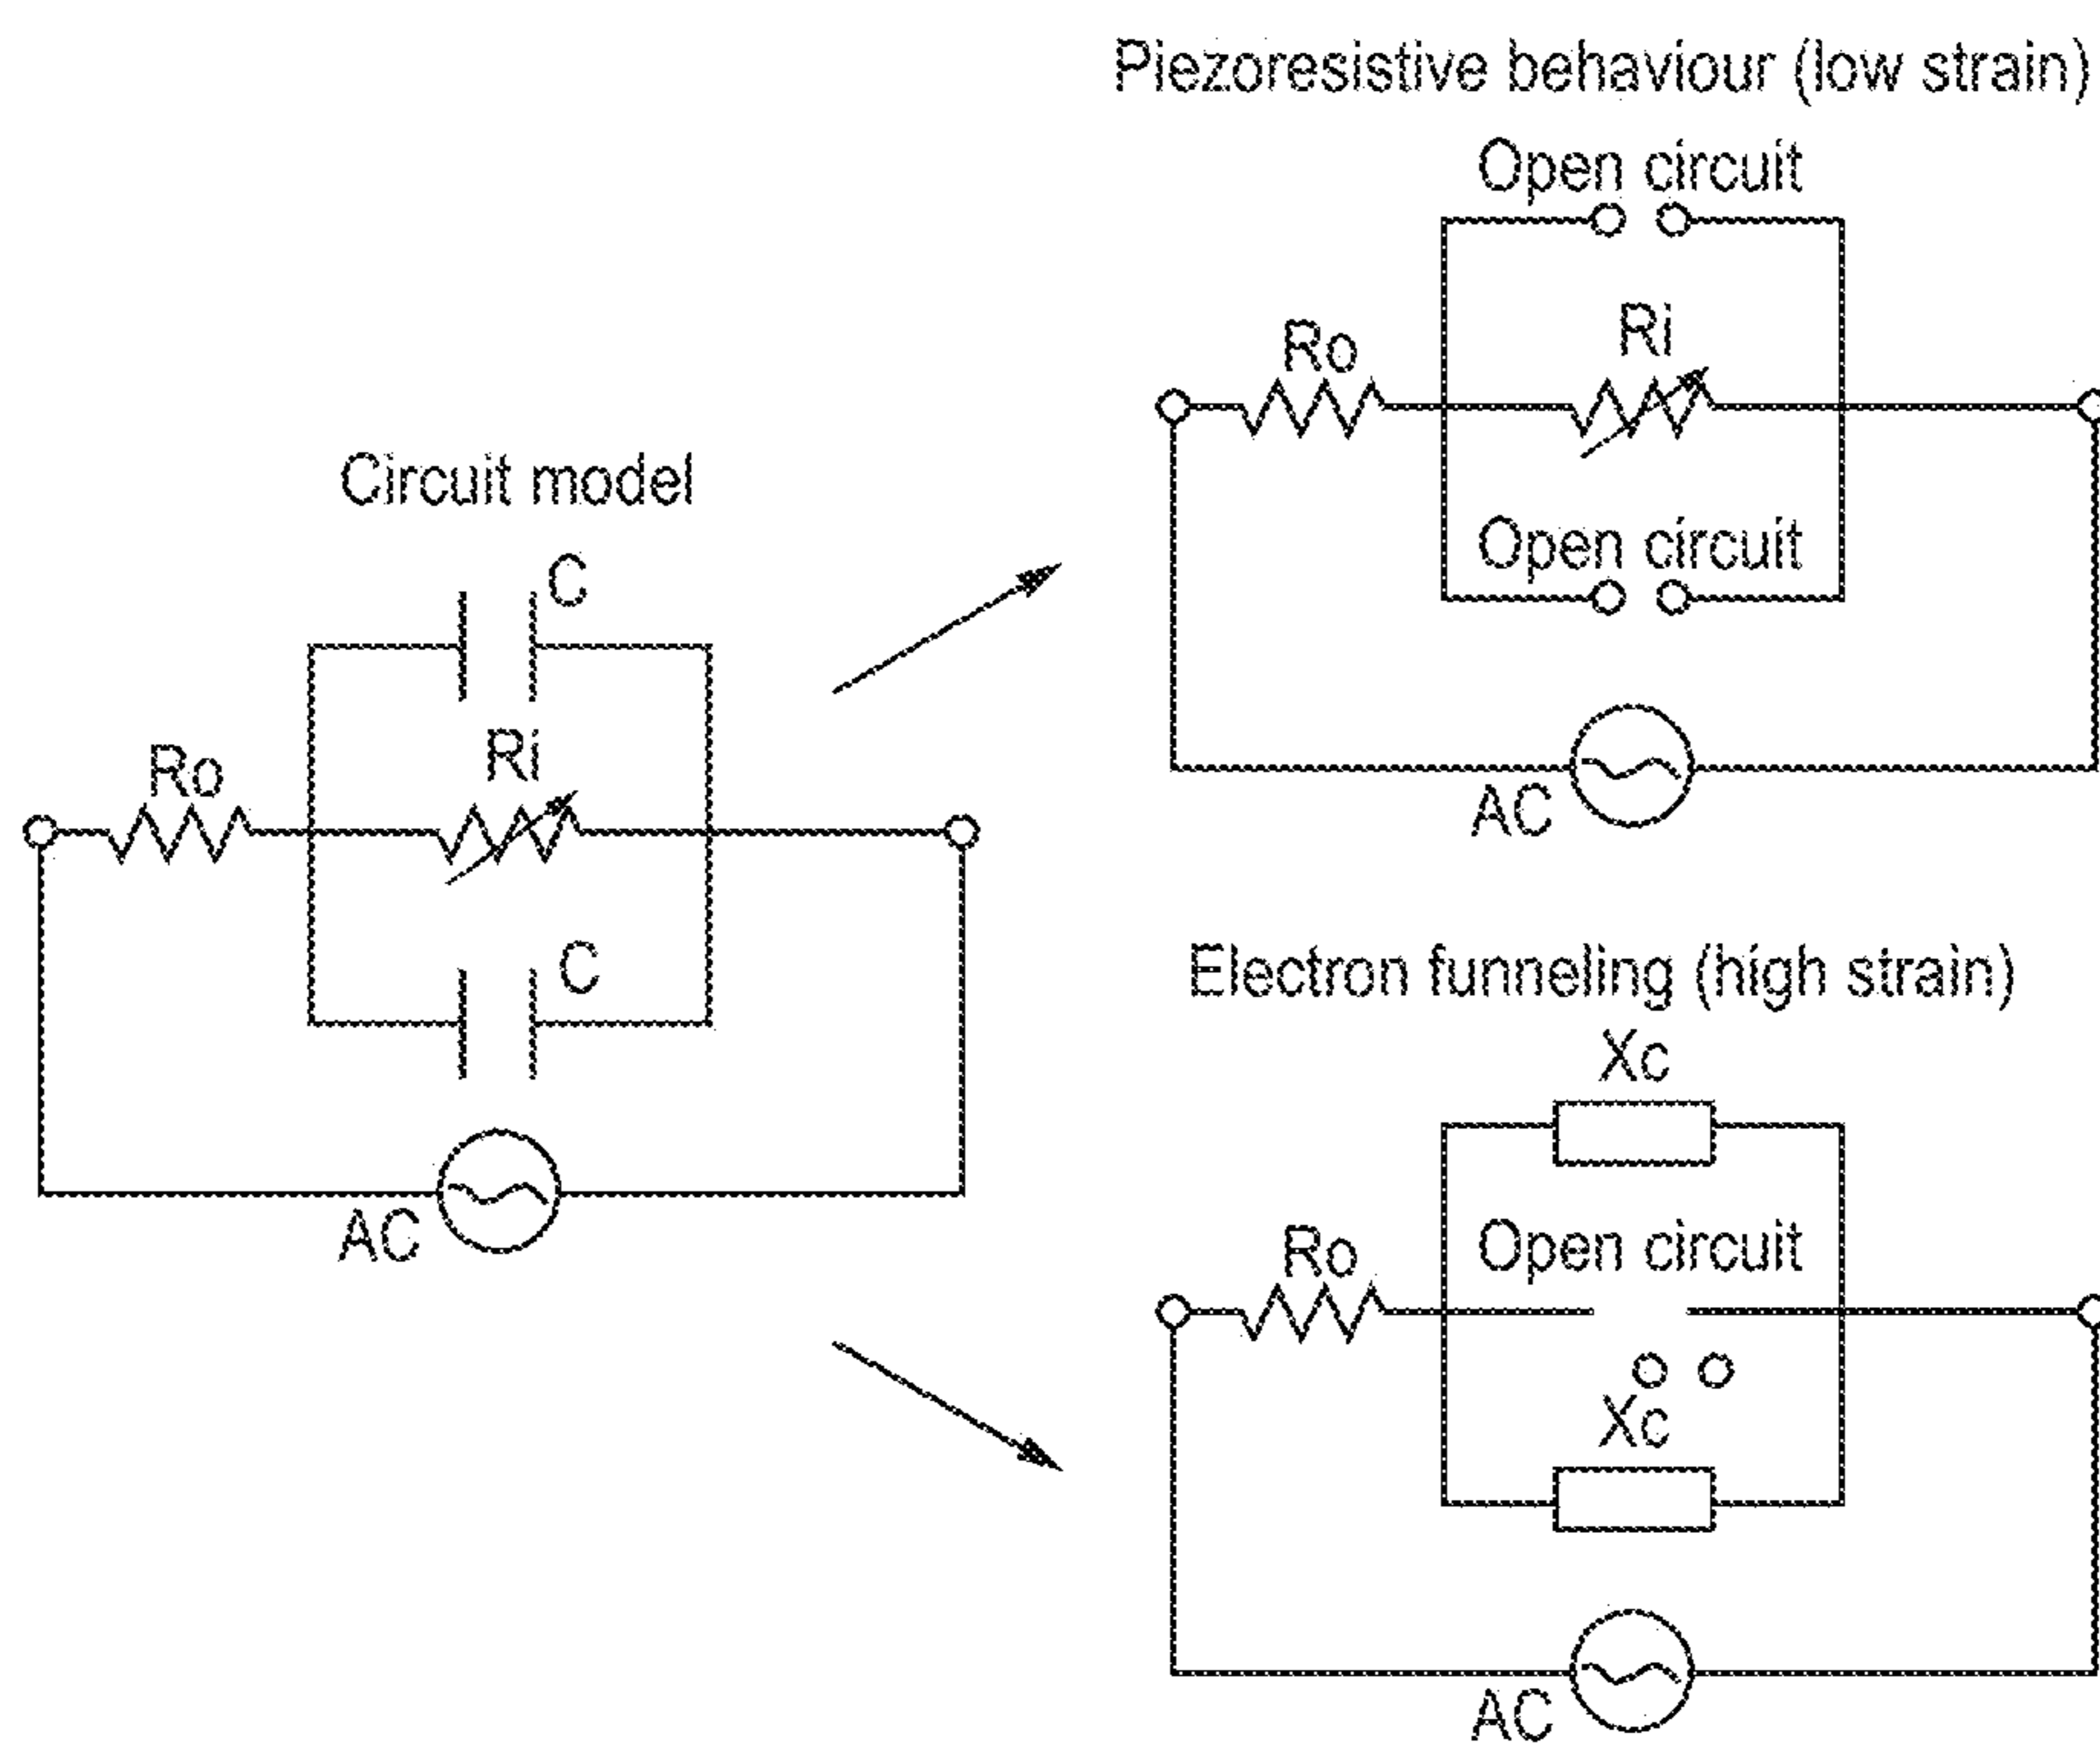 Circuit model
C
Ro
Ri
C
AC
Piezoresistive behaviour (low strain)
Open circuit
Ro
Ri
Open circuit
AC
Electron funneling (high strain)
Xc
Ro
Open circuit
Xc
AC